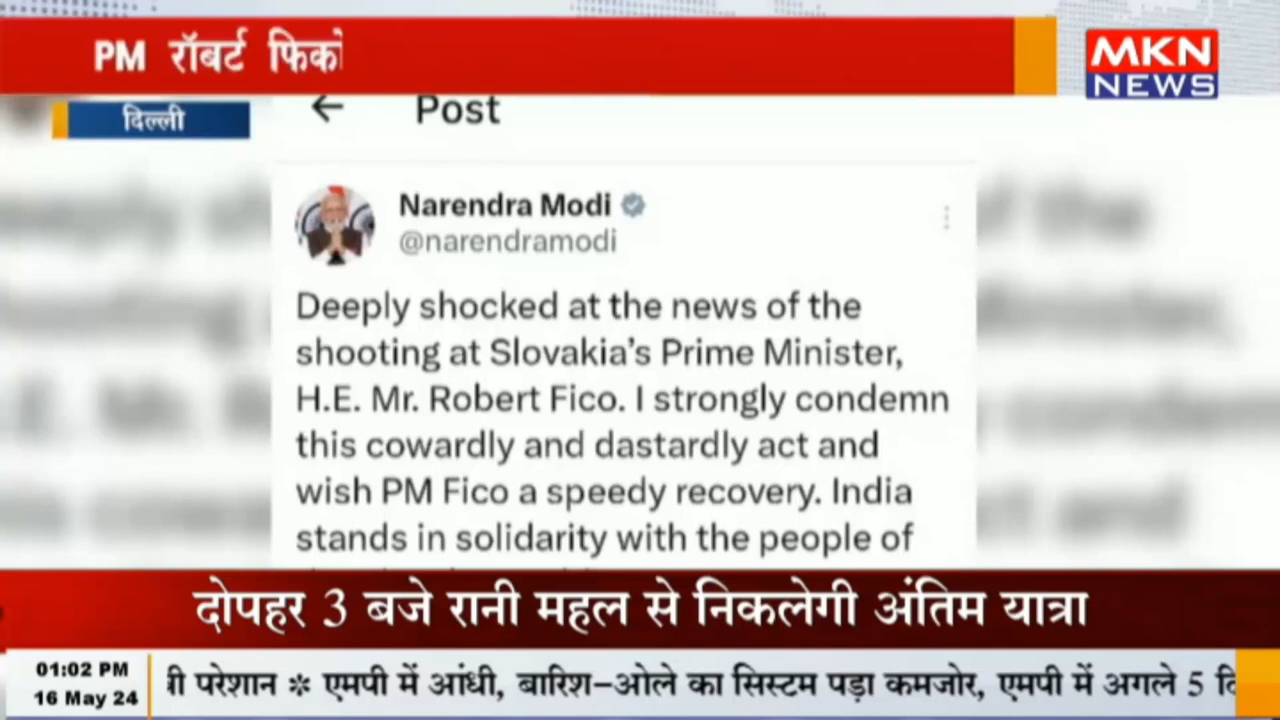 PM रॉबर्ट फिको
MKN
NEWS
दिल्ली
Post
Narendra Modi
@narendramodi
Deeply shocked at the news of the
shooting at Slovakia’s Prime Minister,
H.E. Mr. Robert Fico. I strongly condemn
this cowardly and dastardly act and
wish PM Fico a speedy recovery. India
stands in solidarity with the people of
दोपहर 3 बजे रानी महल से निकलेगी अंतिम यात्रा
01:02 PM
16 May 24
परेशान * एमपी में आंधी, बारिश–ओले का सिस्टम पड़ा कमजोर, एमपी में अगले 5